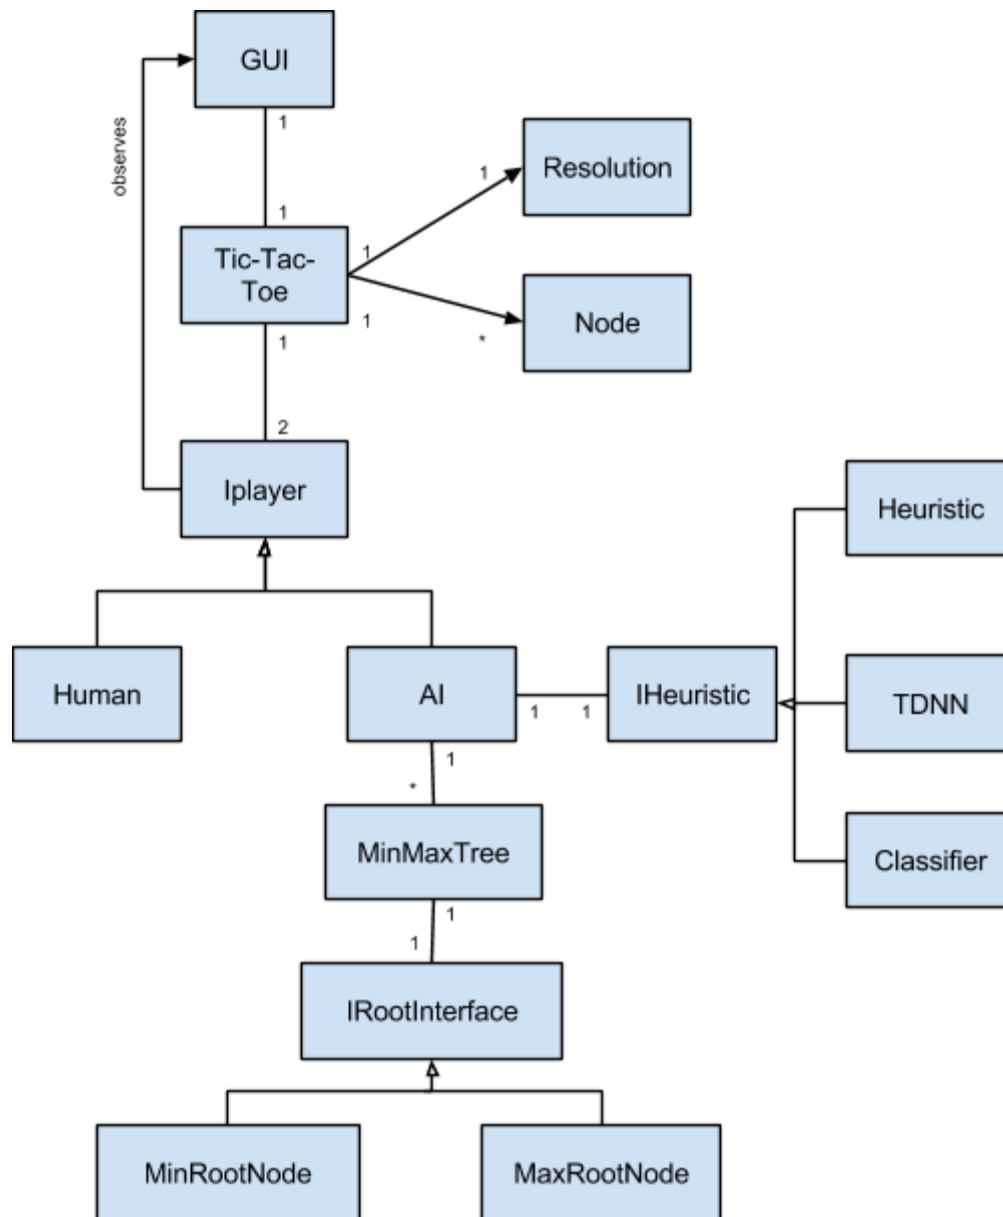 GUI
observes
1
1
Resolution
1
1
Tic-Tac-
Toe
1
*
Node
1
2
Iplayer
Heuristic
Human
AI
1
1
IHeuristic
TDNN
1
*
MinMaxTree
Classifier
1
1
IRootInterface
MinRootNode
MaxRootNode